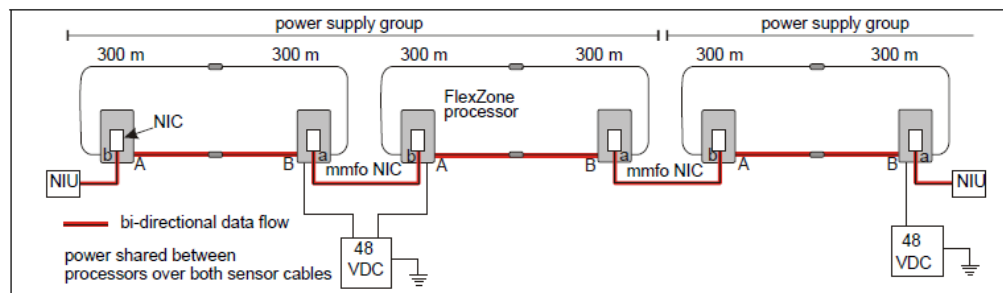 power supply group
power supply group
300 m
300 m
300 m
300 m
300 m
300 m
FlexZone
processor
NIC
b
a
b
a
b
a
A
B
A
B
A
B
mmfo NIC
mmfo NIC
NIU
NIU
bi-directional data flow
48
VDC
48
VDC
power shared between
processors over both sensor cables